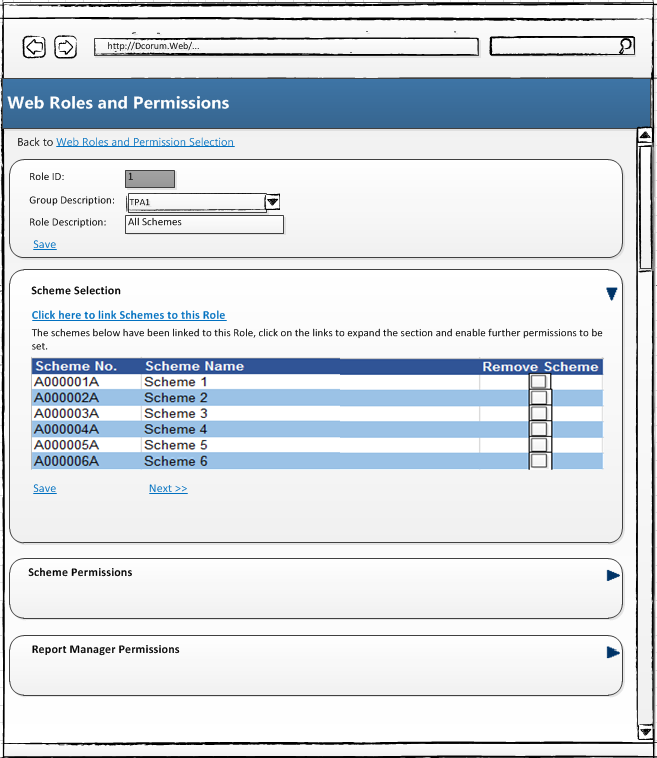 http://Dcorum.Web/...
Web Roles and Permissions
Back to Web Roles and Permission Selection
Role ID: 1
Group Description: TPA1
Role Description: All Schemes
Save
Scheme Selection
Click here to link Schemes to this Role
The schemes below have been linked to this Role, click on the links to expand the section and enable further permissions to be
set.
Scheme No. Scheme Name Remove Scheme
A000001A Scheme 1
A000002A Scheme 2
A000003A Scheme 3
A000004A Scheme 4
A000005A Scheme 5
A000006A Scheme 6
Save Next >>
Scheme Permissions
Report Manager Permissions